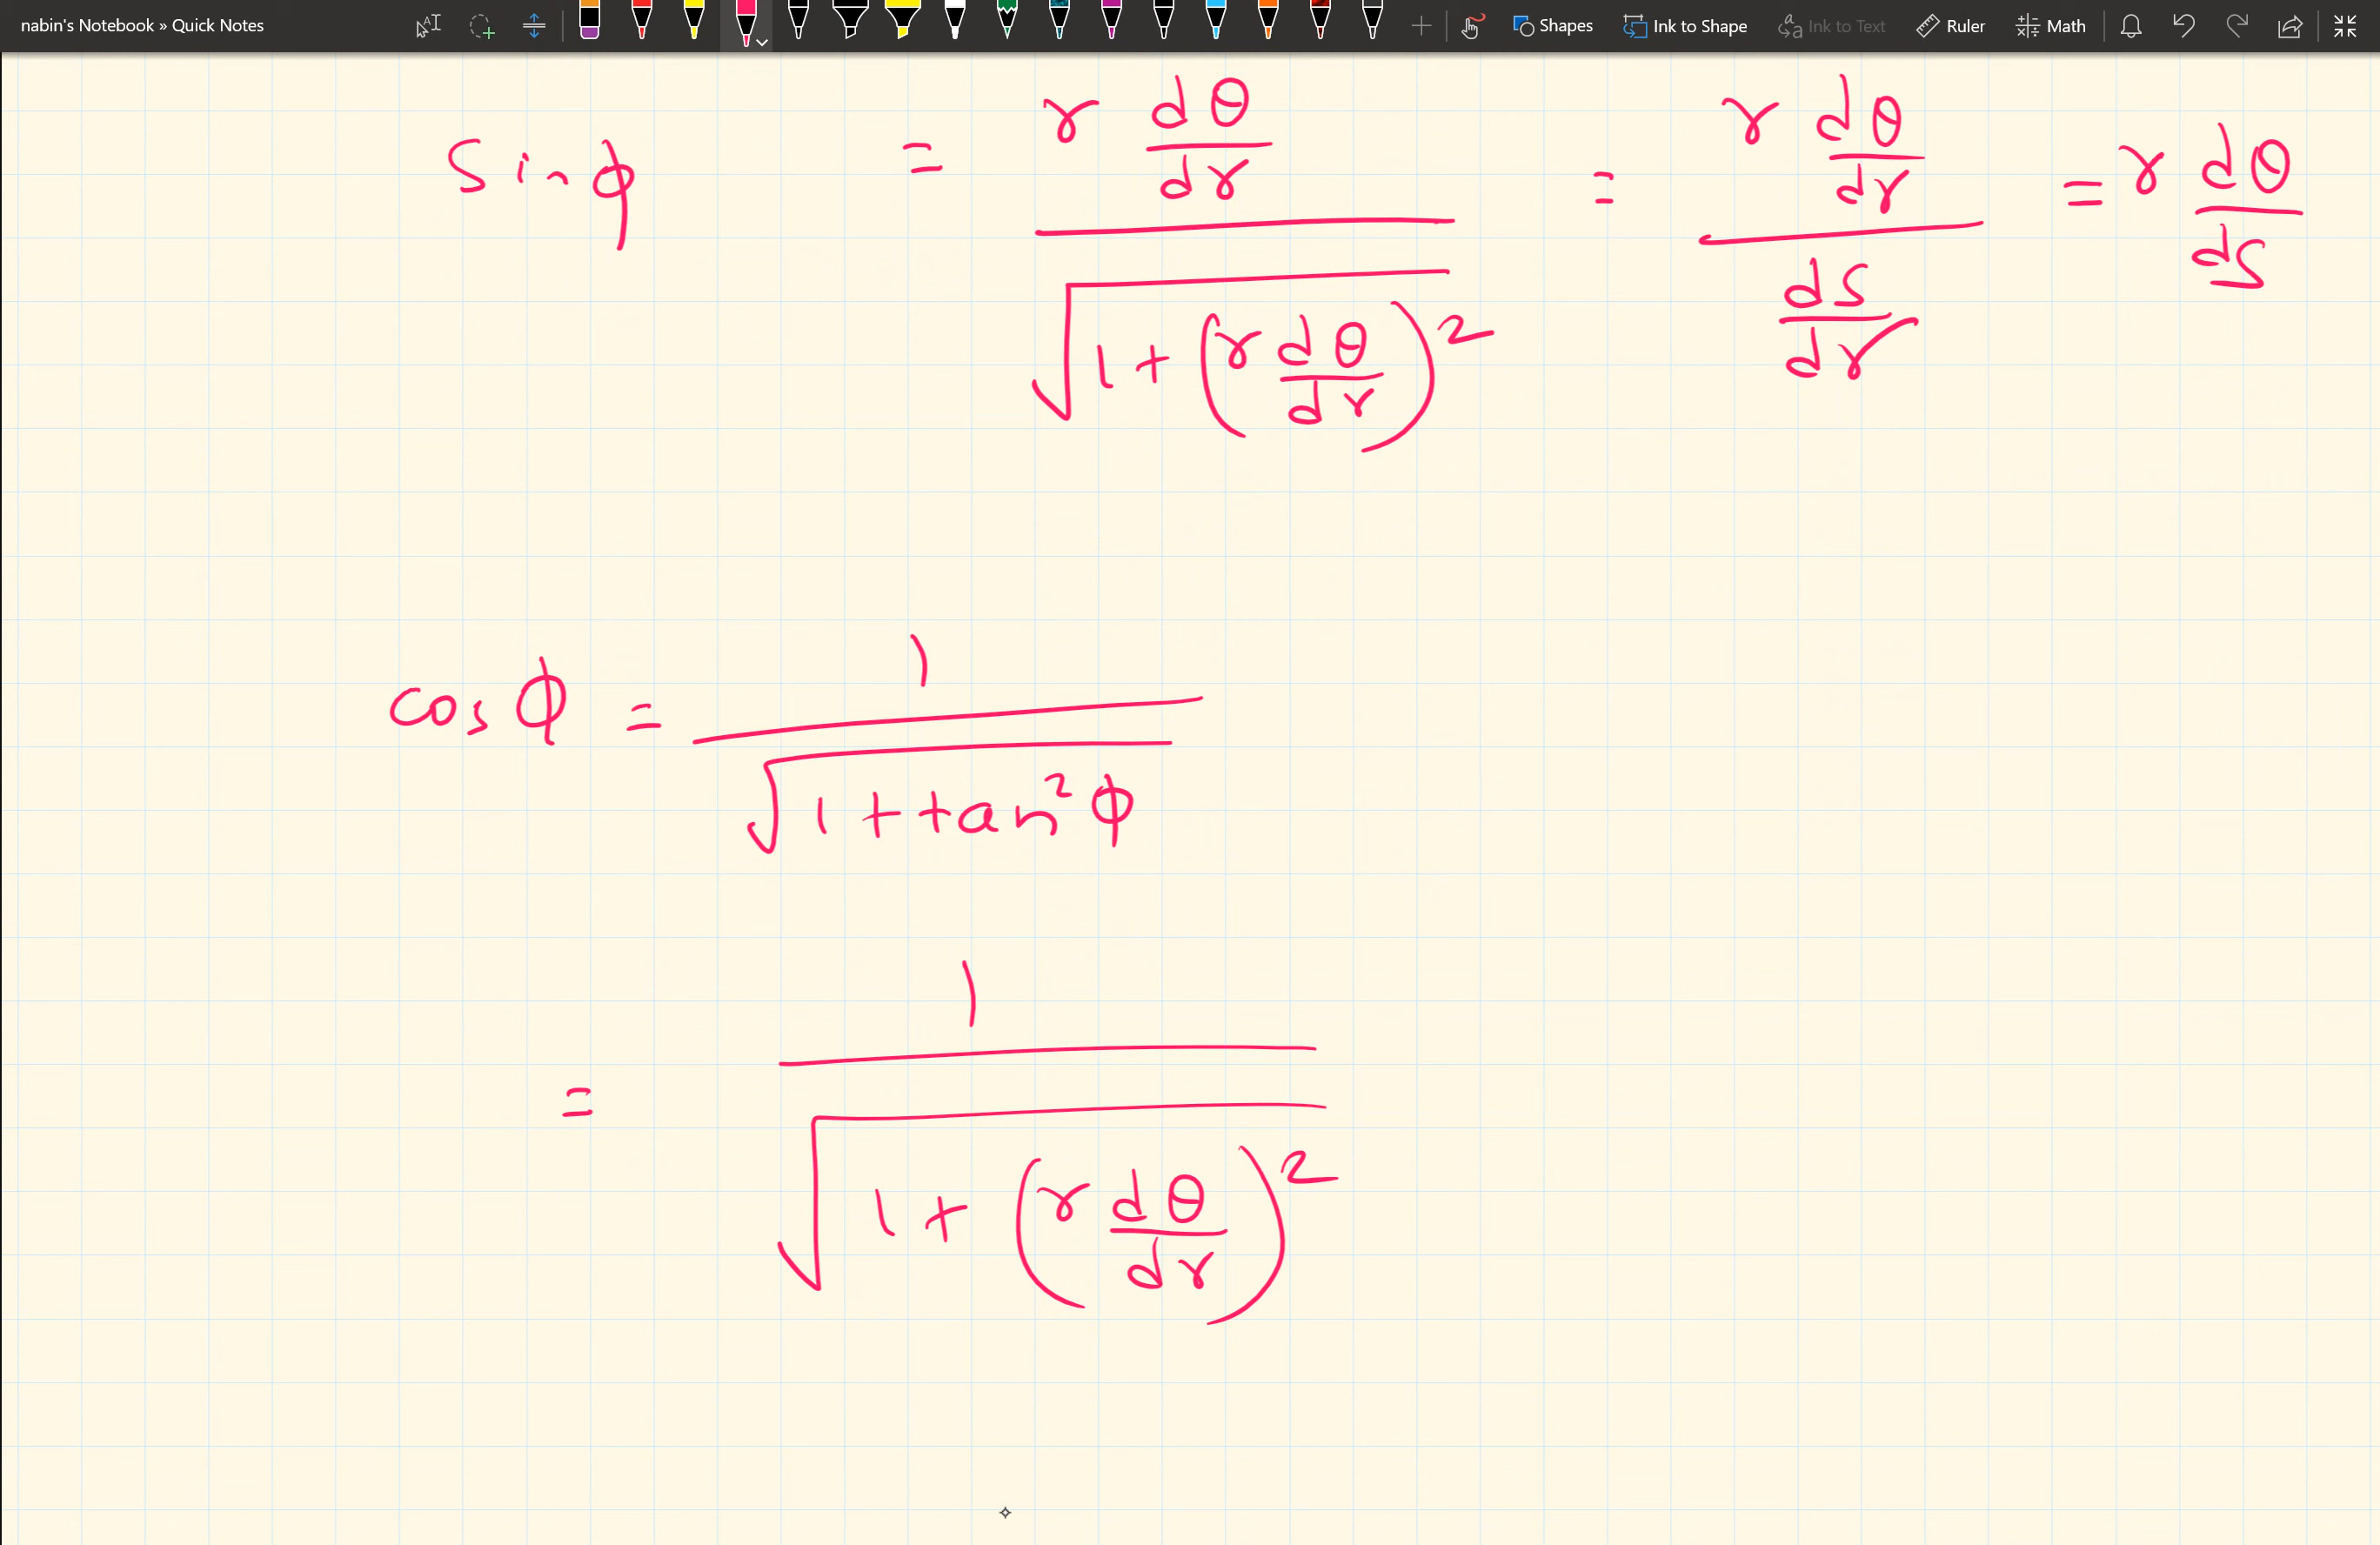 nabin's Notebook » Quick Notes Shapes Ink to Shape Ink to Text Ruler Math
sin ϕ = (r dθ/dr) / √(1 + (r dθ/dr)²) = (r dθ/dr) / (ds/dr) = r dθ/ds
cos ϕ = 1 / √(1 + tan² ϕ)
= 1 / √(1 + (r dθ/dr)²)